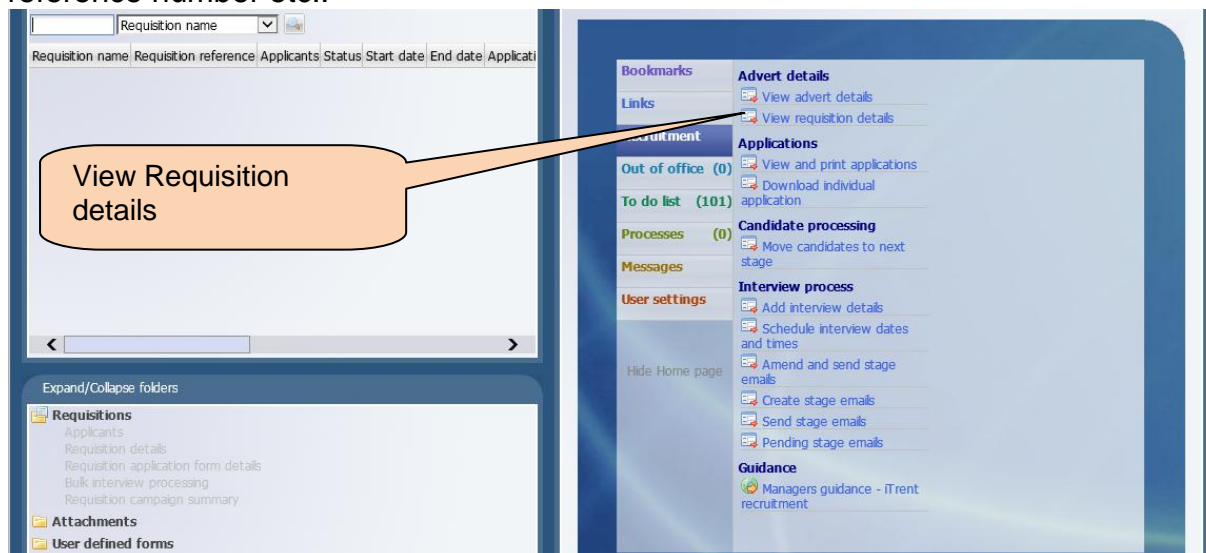 reference number etc..
Requisition name
Requisition name Requisition reference Applicants Status Start date End date Applicati
View Requisition
details
Expand/Collapse folders
Requisitions
Applicants
Requisition details
Requisition application form details
Bulk interview processing
Requisition campaign summary
Attachments
User defined forms
Bookmarks
Links
Recruitment
Out of office (0)
To do list (101)
Processes (0)
Messages
User settings
Hide Home page
Advert details
View advert details
View requisition details
Applications
View and print applications
Download individual
application
Candidate processing
Move candidates to next
stage
Interview process
Add interview details
Schedule interview dates
and times
Amend and send stage
emails
Create stage emails
Send stage emails
Pending stage emails
Guidance
Managers guidance - iTrent
recruitment